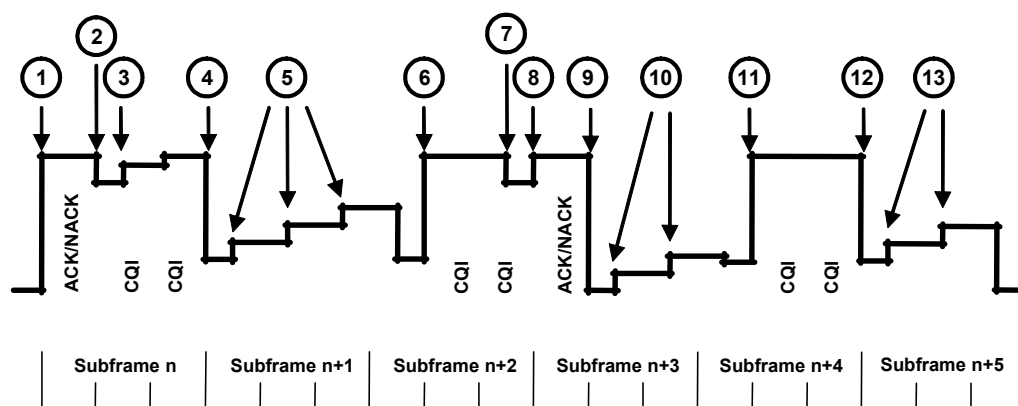 2
7
1
3
4
5
6
8
9
10
11
12
13
ACK/NACK
CQI
CQI
CQI
CQI
ACK/NACK
CQI
CQI
Subframe n
Subframe n+1
Subframe n+2
Subframe n+3
Subframe n+4
Subframe n+5